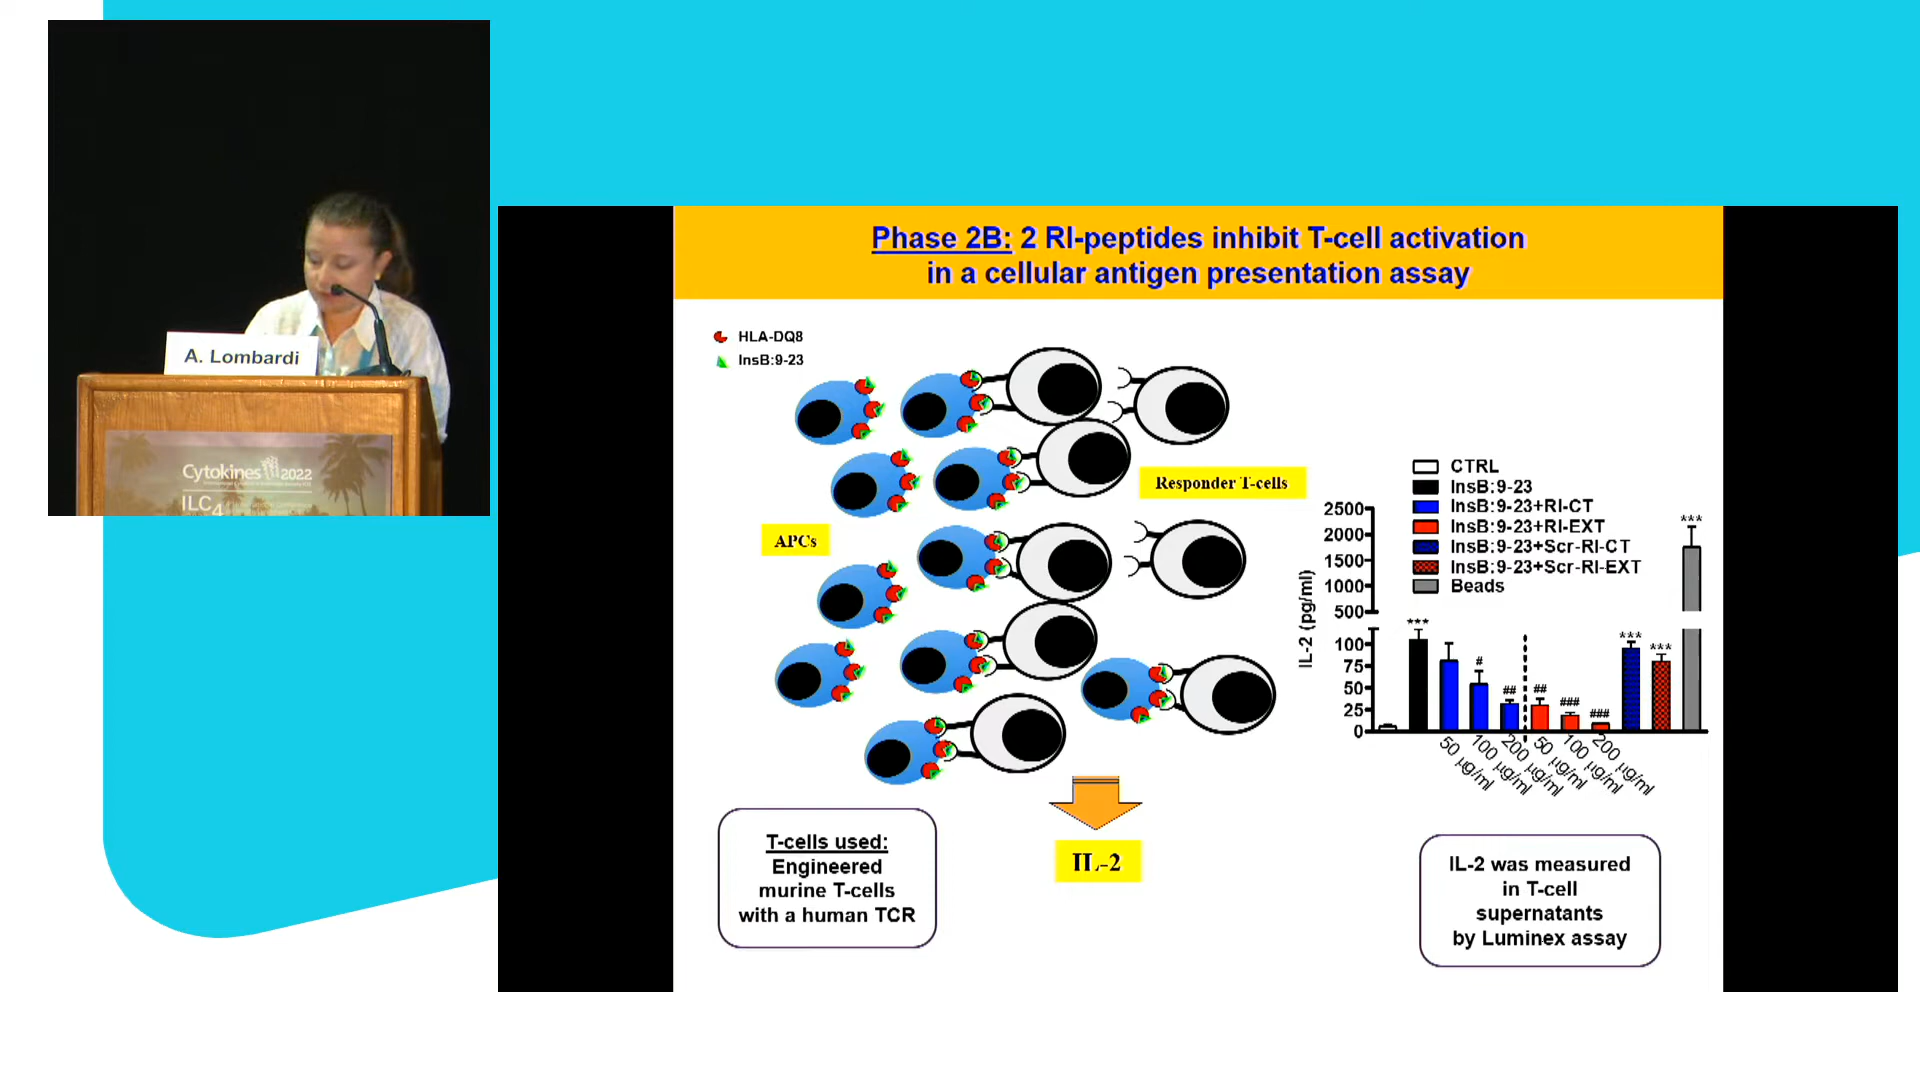 A. Lombardi
Cytokines 2022
ILC4
Phase 2B: 2 RI-peptides inhibit T-cell activation
in a cellular antigen presentation assay
HLA-DQ8
InsB:9-23
Responder T-cells
APCs
IL-2
T-cells used:
Engineered
murine T-cells
with a human TCR
CTRL
InsB:9-23
InsB:9-23+RI-CT
InsB:9-23+RI-EXT
InsB:9-23+Scr-RI-CT
InsB:9-23+Scr-RI-EXT
Beads
IL-2 (pg/ml)
2500
2000
1500
1000
500
100
75
50
25
0
***
#
##
##
###
###
***
***
***
50 µg/ml
100 µg/ml
200 µg/ml
50 µg/ml
100 µg/ml
200 µg/ml
IL-2 was measured
in T-cell
supernatants
by Luminex assay